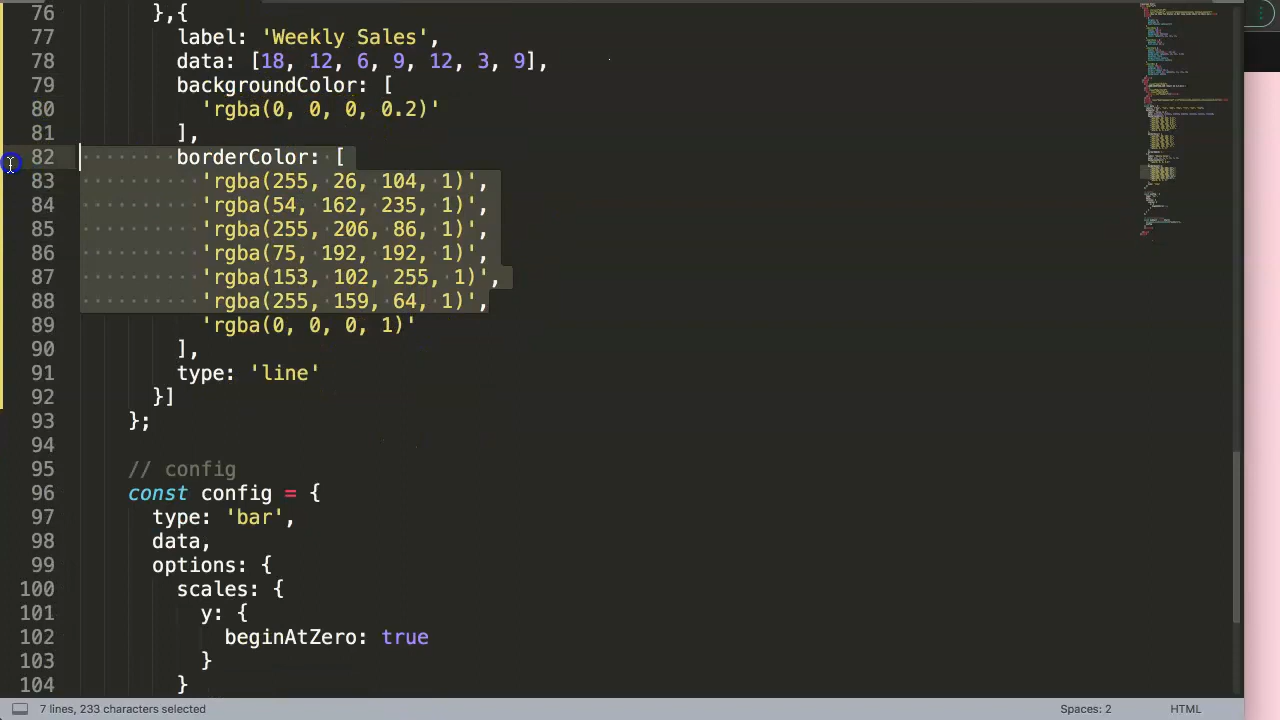 76 },{
77 label: 'Weekly Sales',
78 data: [18, 12, 6, 9, 12, 3, 9],
79 backgroundColor: [
80 'rgba(0, 0, 0, 0.2)'
81 ],
82 borderColor: [
83 'rgba(255, 26, 104, 1)',
84 'rgba(54, 162, 235, 1)',
85 'rgba(255, 206, 86, 1)',
86 'rgba(75, 192, 192, 1)',
87 'rgba(153, 102, 255, 1)',
88 'rgba(255, 159, 64, 1)',
89 'rgba(0, 0, 0, 1)'
90 ],
91 type: 'line'
92 }]
93 };
94
95 // config
96 const config = {
97 type: 'bar',
98 data,
99 options: {
100 scales: {
101 y: {
102 beginAtZero: true
103 }
104 }
7 lines, 233 characters selected Spaces: 2 HTML